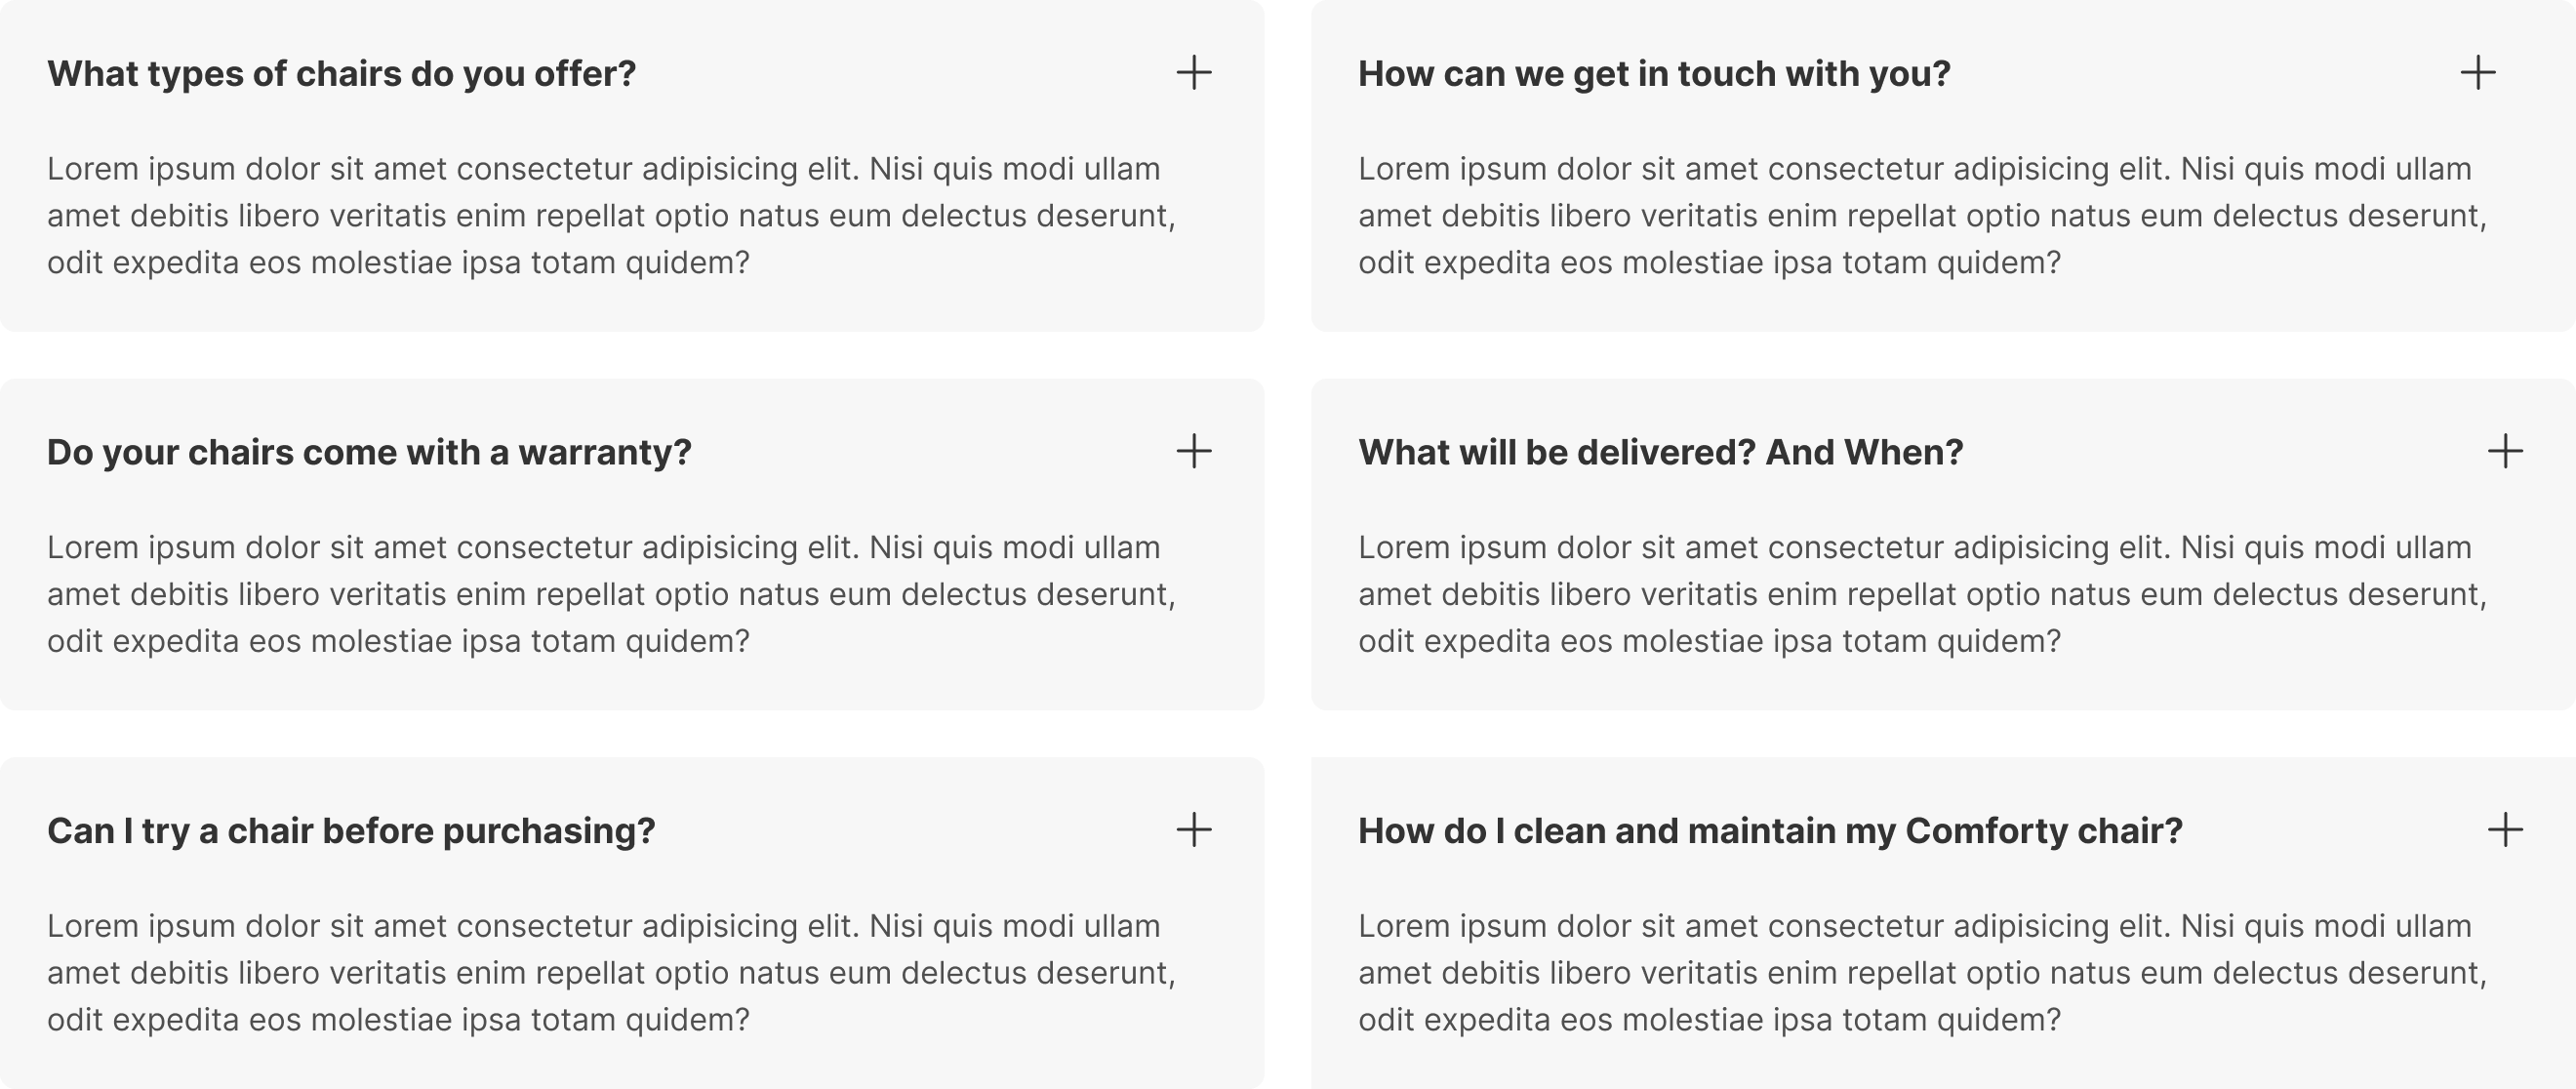 What types of chairs do you offer?
Lorem ipsum dolor sit amet consectetur adipisicing elit. Nisi quis modi ullam
amet debitis libero veritatis enim repellat optio natus eum delectus deserunt,
odit expedita eos molestiae ipsa totam quidem?
How can we get in touch with you?
Lorem ipsum dolor sit amet consectetur adipisicing elit. Nisi quis modi ullam
amet debitis libero veritatis enim repellat optio natus eum delectus deserunt,
odit expedita eos molestiae ipsa totam quidem?
Do your chairs come with a warranty?
Lorem ipsum dolor sit amet consectetur adipisicing elit. Nisi quis modi ullam
amet debitis libero veritatis enim repellat optio natus eum delectus deserunt,
odit expedita eos molestiae ipsa totam quidem?
What will be delivered? And When?
Lorem ipsum dolor sit amet consectetur adipisicing elit. Nisi quis modi ullam
amet debitis libero veritatis enim repellat optio natus eum delectus deserunt,
odit expedita eos molestiae ipsa totam quidem?
Can I try a chair before purchasing?
Lorem ipsum dolor sit amet consectetur adipisicing elit. Nisi quis modi ullam
amet debitis libero veritatis enim repellat optio natus eum delectus deserunt,
odit expedita eos molestiae ipsa totam quidem?
How do I clean and maintain my Comforty chair?
Lorem ipsum dolor sit amet consectetur adipisicing elit. Nisi quis modi ullam
amet debitis libero veritatis enim repellat optio natus eum delectus deserunt,
odit expedita eos molestiae ipsa totam quidem?